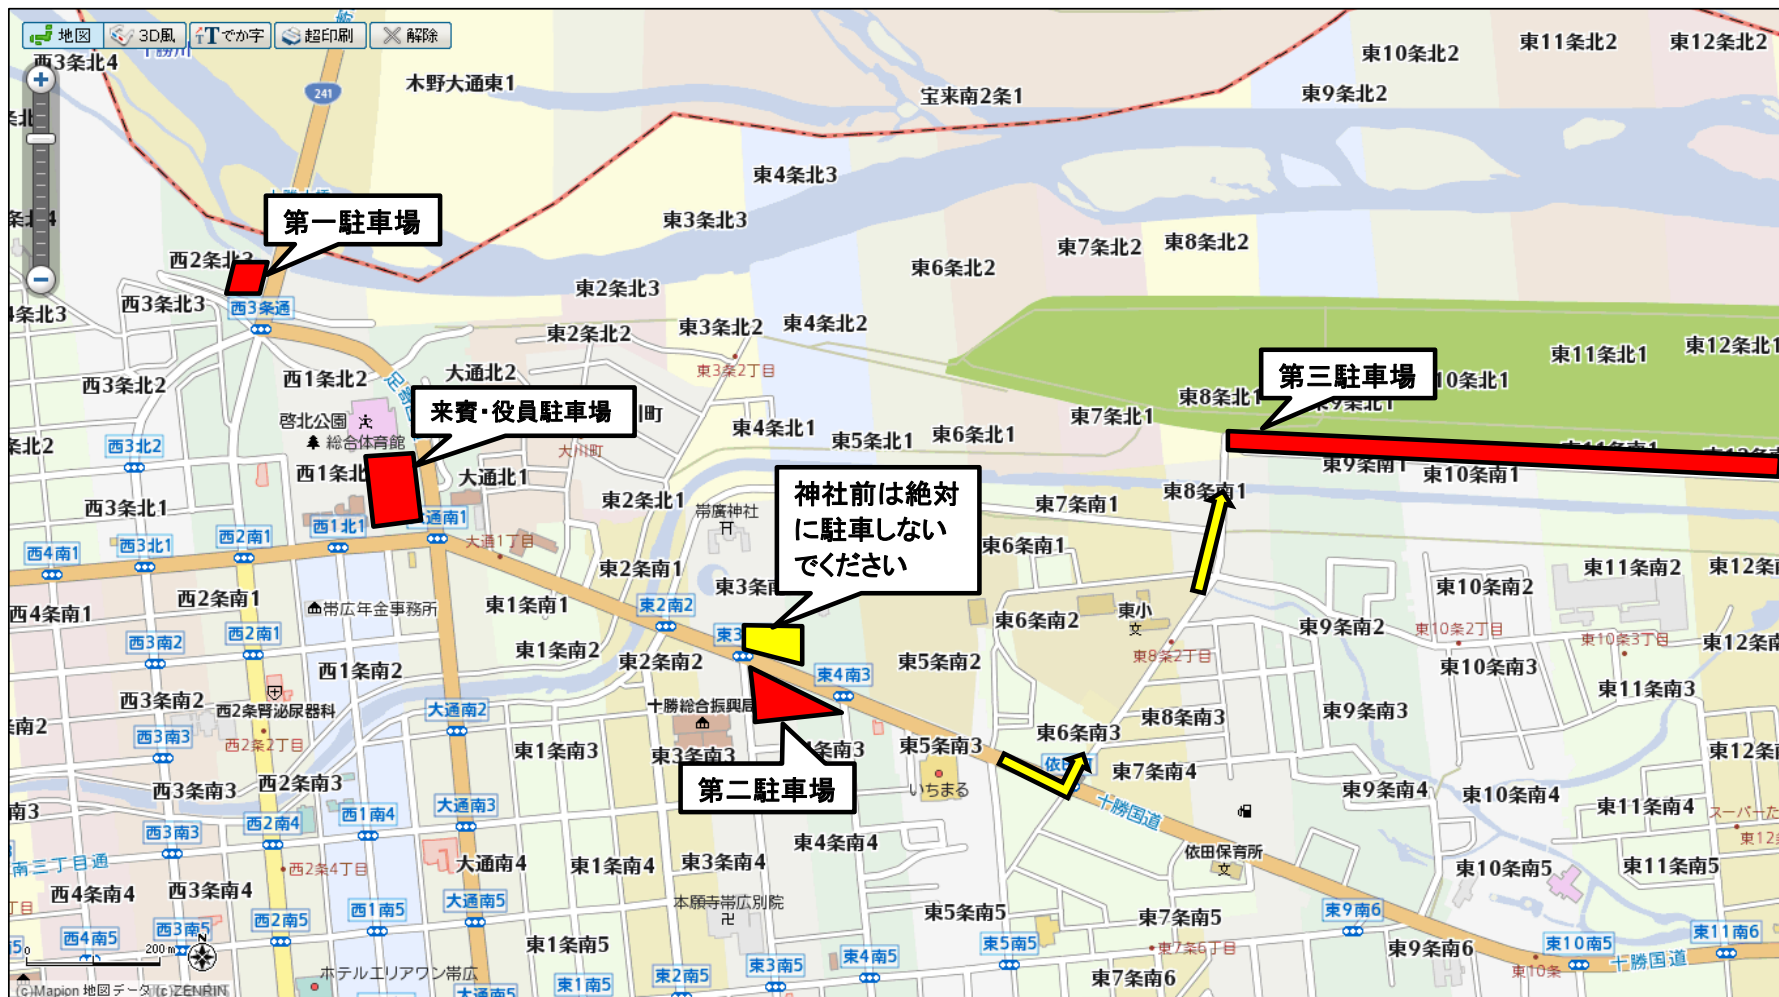 地図
3D風
でか字
超印刷
解除
十勝川
西3条北4
241
木野大通東1
宝来南2条1
東10条北2
東11条北2
東12条北2
東9条北2
東4条北3
東3条北3
第一駐車場
西2条北3
東7条北2
東8条北2
東6条北2
東2条北3
西3条北3
西3条通
東2条北2
東3条北2
東4条北2
東3条2丁目
東11条北1
東12条北1
西3条北2
西1条北2
大通北2
来賓・役員駐車場
第三駐車場
東8条北1
東9条北1
啓北公園
総合体育館
大川町
東4条北1
東5条北1
東6条北1
東7条北1
西3北2
大通北1
東2条北1
東9条南1
東10条南1
東11条南1
西3条北1
西1北1
大通南1
大通1丁目
帯廣神社
神社前は絶対
に駐車しない
でください
東7条南1
東8条南1
西4南1
西3北1
西2南1
東6条南1
東2条南1
西4条南1
西2条南1
帯広年金事務所
東1条南1
東2南2
東10条南2
東11条南2
東小
東6条南2
東9条南2
東10条2丁目
東10条3丁目
西3南2
西2南1
西1条南2
東1条南2
東2条南2
東5条南2
東8条2丁目
東10条南3
東11条南3
西3条南2
西2条腎泌尿器科
大通南2
十勝総合振興局
東4南3
東8条南3
東9条南3
西3南3
西2条2丁目
東1条南3
東3条南3
東5条南3
東6条南3
第二駐車場
西3条南3
西2条南3
いちまる
東7条南4
東9条南4
東10条南4
東11条南4
十勝国道
大通南3
西3南3
西2南4
西1南4
東4条南4
依田保育所
南三丁目通
西2条4丁目
大通南4
東1条南4
東3条南4
東10条南5
東11条南5
西4条南4
西3条南4
西2南5
西1南5
大通南5
本願寺帯広別院
東5条南5
東7条南5
東9南6
西4南5
西3南5
東1条南5
東5南5
東7条6丁目
東9条南6
東10南5
東11南6
0
200 m
N
ホテルエリアワン帯広
東1南5
東2南5
東3南5
東4南5
東7条南6
東10条
十勝国道
(c)Mapion 地図データ(c)ZENRIN
大通南5